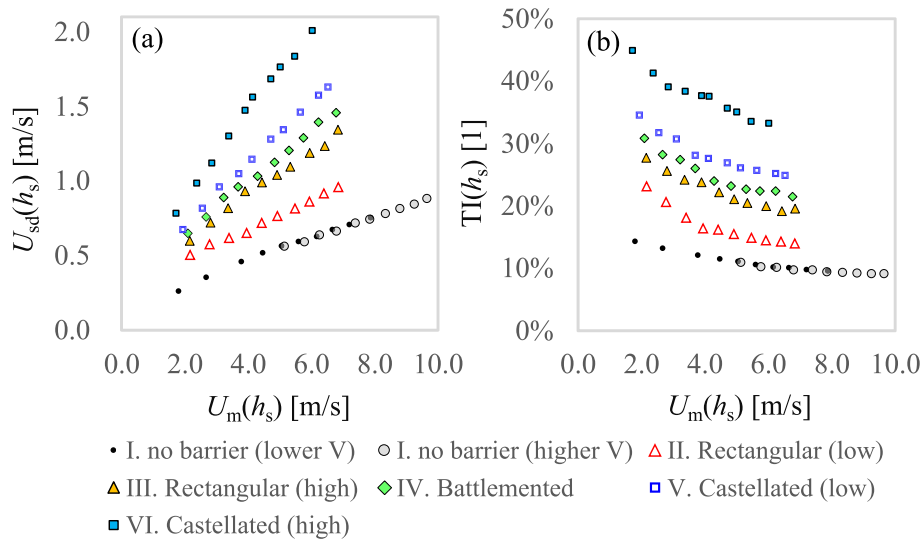 (a)
U_sd(h_s) [m/s]
2.0
1.5
1.0
0.5
0.0
0.0 2.0 4.0 6.0 8.0 10.0
U_m(h_s) [m/s]
(b)
TI(h_s) [1]
50%
40%
30%
20%
10%
0%
0.0 2.0 4.0 6.0 8.0 10.0
U_m(h_s) [m/s]
I. no barrier (lower V) I. no barrier (higher V) II. Rectangular (low)
III. Rectangular (high) IV. Battlemented V. Castellated (low)
VI. Castellated (high)